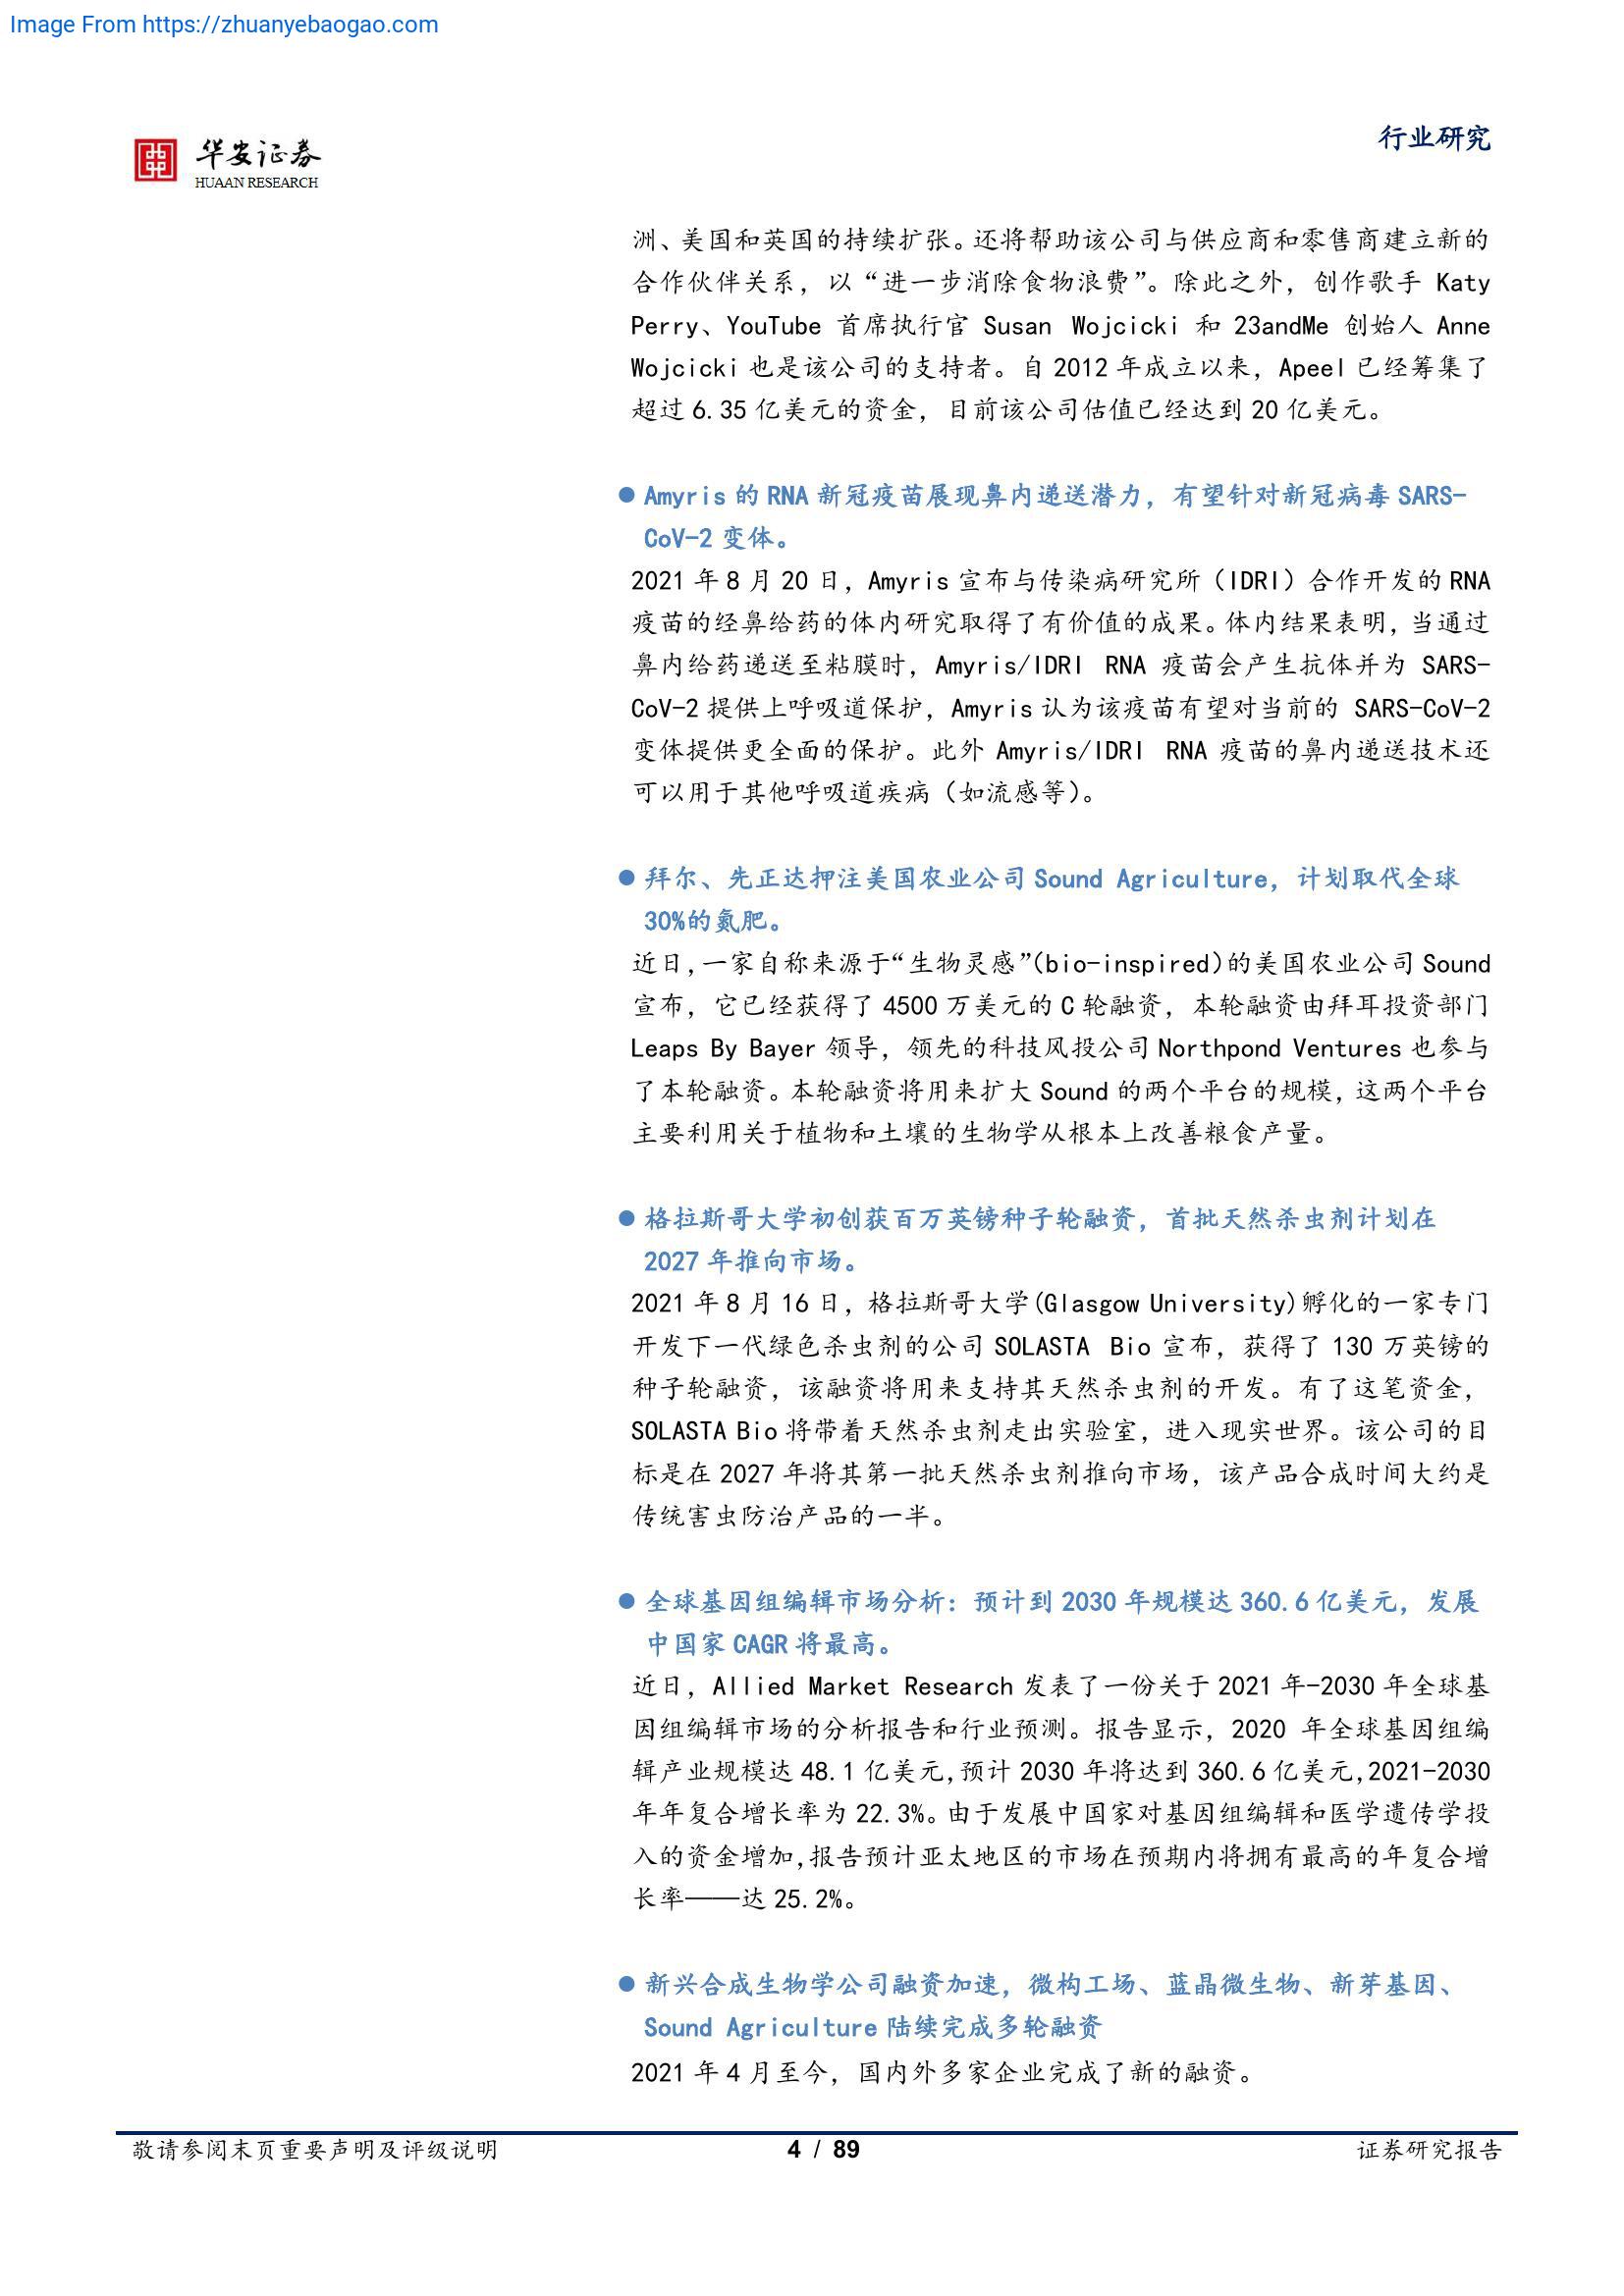 Image From https://zhuanyebaogao.com
华安证券
HUAAN RESEARCH
行业研究
洲、美国和英国的持续扩张。还将帮助该公司与供应商和零售商建立新的
合作伙伴关系，以“进一步消除食物浪费”。除此之外，创作歌手 Katy
Perry、YouTube 首席执行官 Susan Wojcicki 和 23andMe 创始人 Anne
Wojcicki 也是该公司的支持者。自 2012 年成立以来，Apeel 已经筹集了
超过 6.35 亿美元的资金，目前该公司估值已经达到 20 亿美元。
● Amyris 的 RNA 新冠疫苗展现鼻内递送潜力，有望针对新冠病毒 SARS-
CoV-2 变体。
2021 年 8 月 20 日，Amyris 宣布与传染病研究所（IDRI）合作开发的 RNA
疫苗的经鼻给药的体内研究取得了有价值的成果。体内结果表明，当通过
鼻内给药递送至粘膜时，Amyris/IDRI RNA 疫苗会产生抗体并为 SARS-
CoV-2 提供上呼吸道保护，Amyris 认为该疫苗有望对当前的 SARS-CoV-2
变体提供更全面的保护。此外 Amyris/IDRI RNA 疫苗的鼻内递送技术还
可以用于其他呼吸道疾病（如流感等）。
● 拜尔、先正达押注美国农业公司 Sound Agriculture，计划取代全球
30%的氮肥。
近日，一家自称来源于“生物灵感”(bio-inspired)的美国农业公司 Sound
宣布，它已经获得了 4500 万美元的 C 轮融资，本轮融资由拜耳投资部门
Leaps By Bayer 领导，领先的科技风投公司 Northpond Ventures 也参与
了本轮融资。本轮融资将用来扩大 Sound 的两个平台的规模，这两个平台
主要利用关于植物和土壤的生物学从根本上改善粮食产量。
● 格拉斯哥大学初创获百万英镑种子轮融资，首批天然杀虫剂计划在
2027 年推向市场。
2021 年 8 月 16 日，格拉斯哥大学(Glasgow University)孵化的一家专门
开发下一代绿色杀虫剂的公司 SOLASTA Bio 宣布，获得了 130 万英镑的
种子轮融资，该融资将用来支持其天然杀虫剂的开发。有了这笔资金，
SOLASTA Bio 将带着天然杀虫剂走出实验室，进入现实世界。该公司的目
标是在 2027 年将其第一批天然杀虫剂推向市场，该产品合成时间大约是
传统害虫防治产品的一半。
● 全球基因组编辑市场分析：预计到 2030 年规模达 360.6 亿美元，发展
中国家 CAGR 将最高。
近日，Allied Market Research 发表了一份关于 2021 年-2030 年全球基
因组编辑市场的分析报告和行业预测。报告显示，2020 年全球基因组编
辑产业规模达 48.1 亿美元,预计 2030 年将达到 360.6 亿美元,2021-2030
年年复合增长率为 22.3%。由于发展中国家对基因组编辑和医学遗传学投
入的资金增加,报告预计亚太地区的市场在预期内将拥有最高的年复合增
长率——达 25.2%。
● 新兴合成生物学公司融资加速，微构工场、蓝晶微生物、新芽基因、
Sound Agriculture 陆续完成多轮融资
2021 年 4 月至今，国内外多家企业完成了新的融资。
敬请参阅末页重要声明及评级说明
4 / 89
证券研究报告